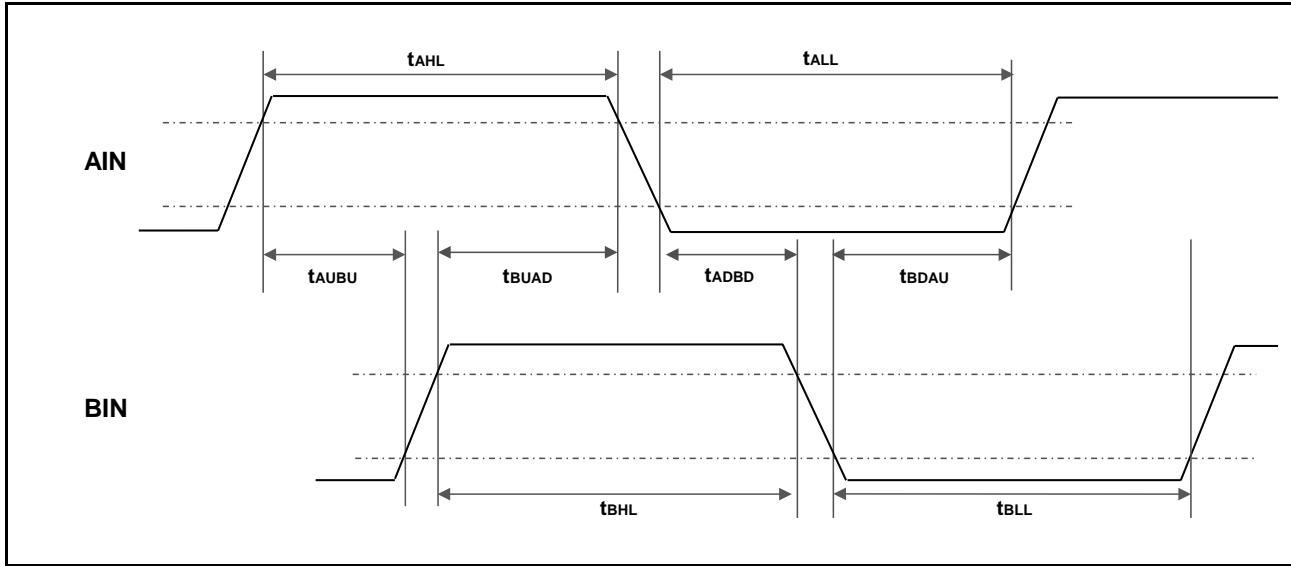 tAHL
tALL
AIN
tAUBU
tBUAD
tADBD
tBDAU
BIN
tBHL
tBLL